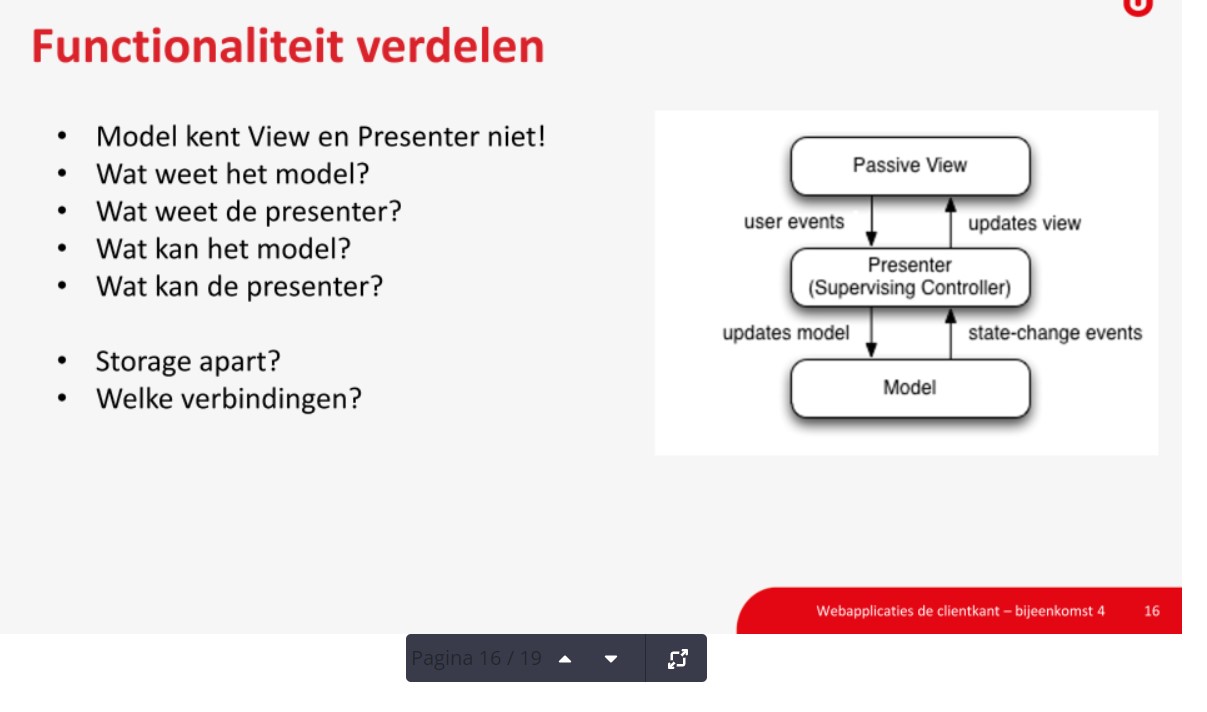 Functionaliteit verdelen
• Model kent View en Presenter niet!
• Wat weet het model?
• Wat weet de presenter?
• Wat kan het model?
• Wat kan de presenter?
• Storage apart?
• Welke verbindingen?
Passive View
user events
updates view
Presenter
(Supervising Controller)
updates model
state-change events
Model
Webapplicaties de clientkant – bijeenkomst 4 16
Pagina 16 / 19